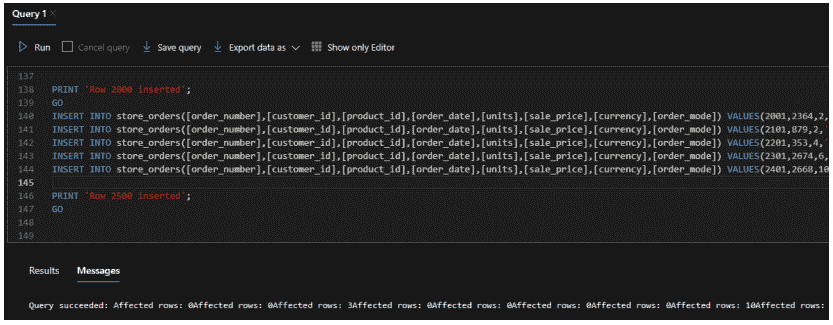 Query 1
Run Cancel query Save query Export data as Show only Editor
137
138 PRINT 'Row 2000 inserted';
139 GO
140 INSERT INTO store_orders([order_number],[customer_id],[product_id],[order_date],[units],[sale_price],[currency],[order_mode]) VALUES(2001,2364,2,
141 INSERT INTO store_orders([order_number],[customer_id],[product_id],[order_date],[units],[sale_price],[currency],[order_mode]) VALUES(2101,879,2,
142 INSERT INTO store_orders([order_number],[customer_id],[product_id],[order_date],[units],[sale_price],[currency],[order_mode]) VALUES(2201,353,4,
143 INSERT INTO store_orders([order_number],[customer_id],[product_id],[order_date],[units],[sale_price],[currency],[order_mode]) VALUES(2301,2674,6,
144 INSERT INTO store_orders([order_number],[customer_id],[product_id],[order_date],[units],[sale_price],[currency],[order_mode]) VALUES(2401,2668,10
145
146 PRINT 'Row 2500 inserted';
147 GO
148
149
Results Messages
Query succeeded: Affected rows: 0Affected rows: 0Affected rows: 3Affected rows: 0Affected rows: 0Affected rows: 0Affected rows: 0Affected rows: 10Affected rows: